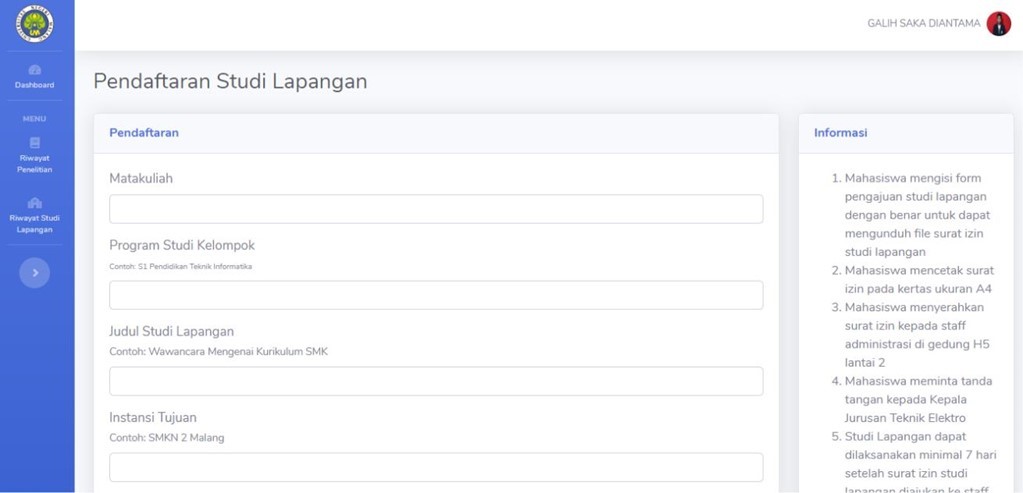 GALIH SAKA DIANTAMA
Dashboard
MENU
Riwayat
Penelitian
Riwayat Studi
Lapangan
Pendaftaran Studi Lapangan
Pendaftaran
Matakuliah
Program Studi Kelompok
Contoh: S1 Pendidikan Teknik Informatika
Judul Studi Lapangan
Contoh: Wawancara Mengenai Kurikulum SMK
Instansi Tujuan
Contoh: SMKN 2 Malang
Informasi
1. Mahasiswa mengisi form
pengajuan studi lapangan
dengan benar untuk dapat
mengunduh file surat izin
studi lapangan
2. Mahasiswa mencetak surat
izin pada kertas ukuran A4
3. Mahasiswa menyerahkan
surat izin kepada staff
administrasi di gedung H5
lantai 2
4. Mahasiswa meminta tanda
tangan kepada Kepala
Jurusan Teknik Elektro
5. Studi Lapangan dapat
dilaksanakan minimal 7 hari
setelah surat izin studi
lapangan diajukan ke staff